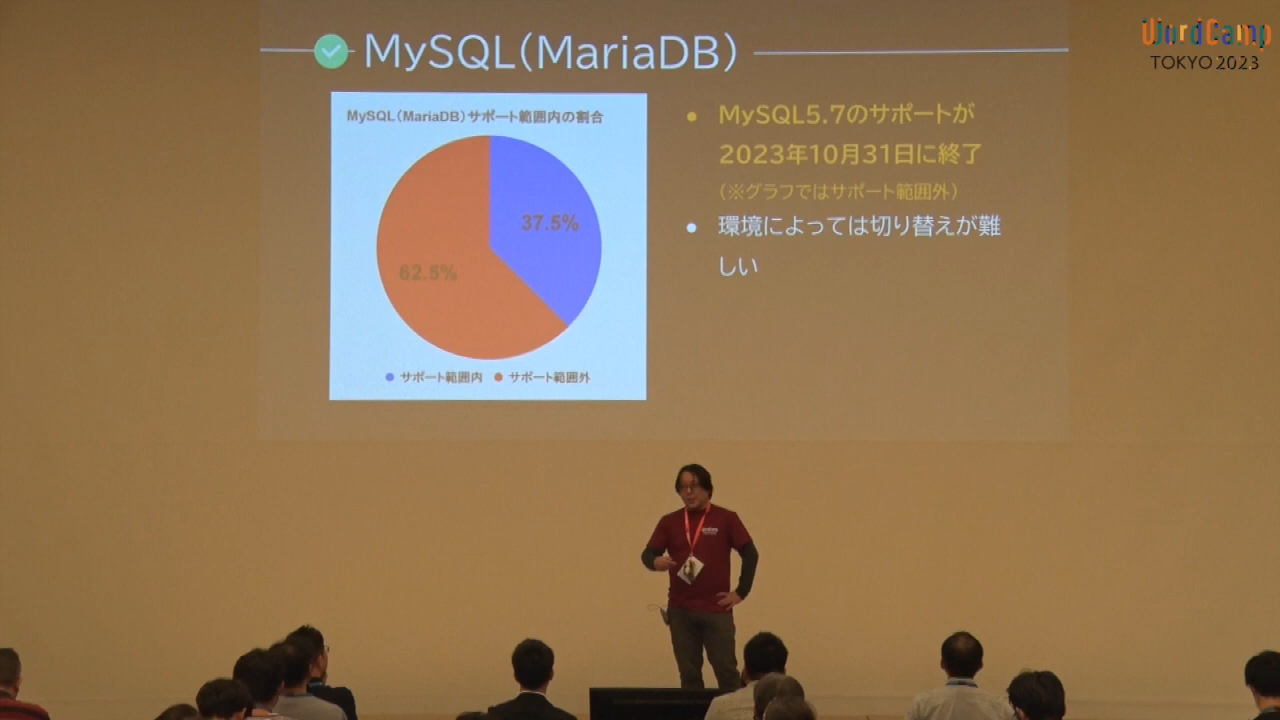 WordCamp
TOKYO 2023
MySQL(MariaDB)
MySQL(MariaDB)サポート範囲内の割合
37.5%
62.5%
サポート範囲内 サポート範囲外
MySQL5.7のサポートが
2023年10月31日に終了
(※グラフではサポート範囲外)
環境によっては切り替えが難
しい